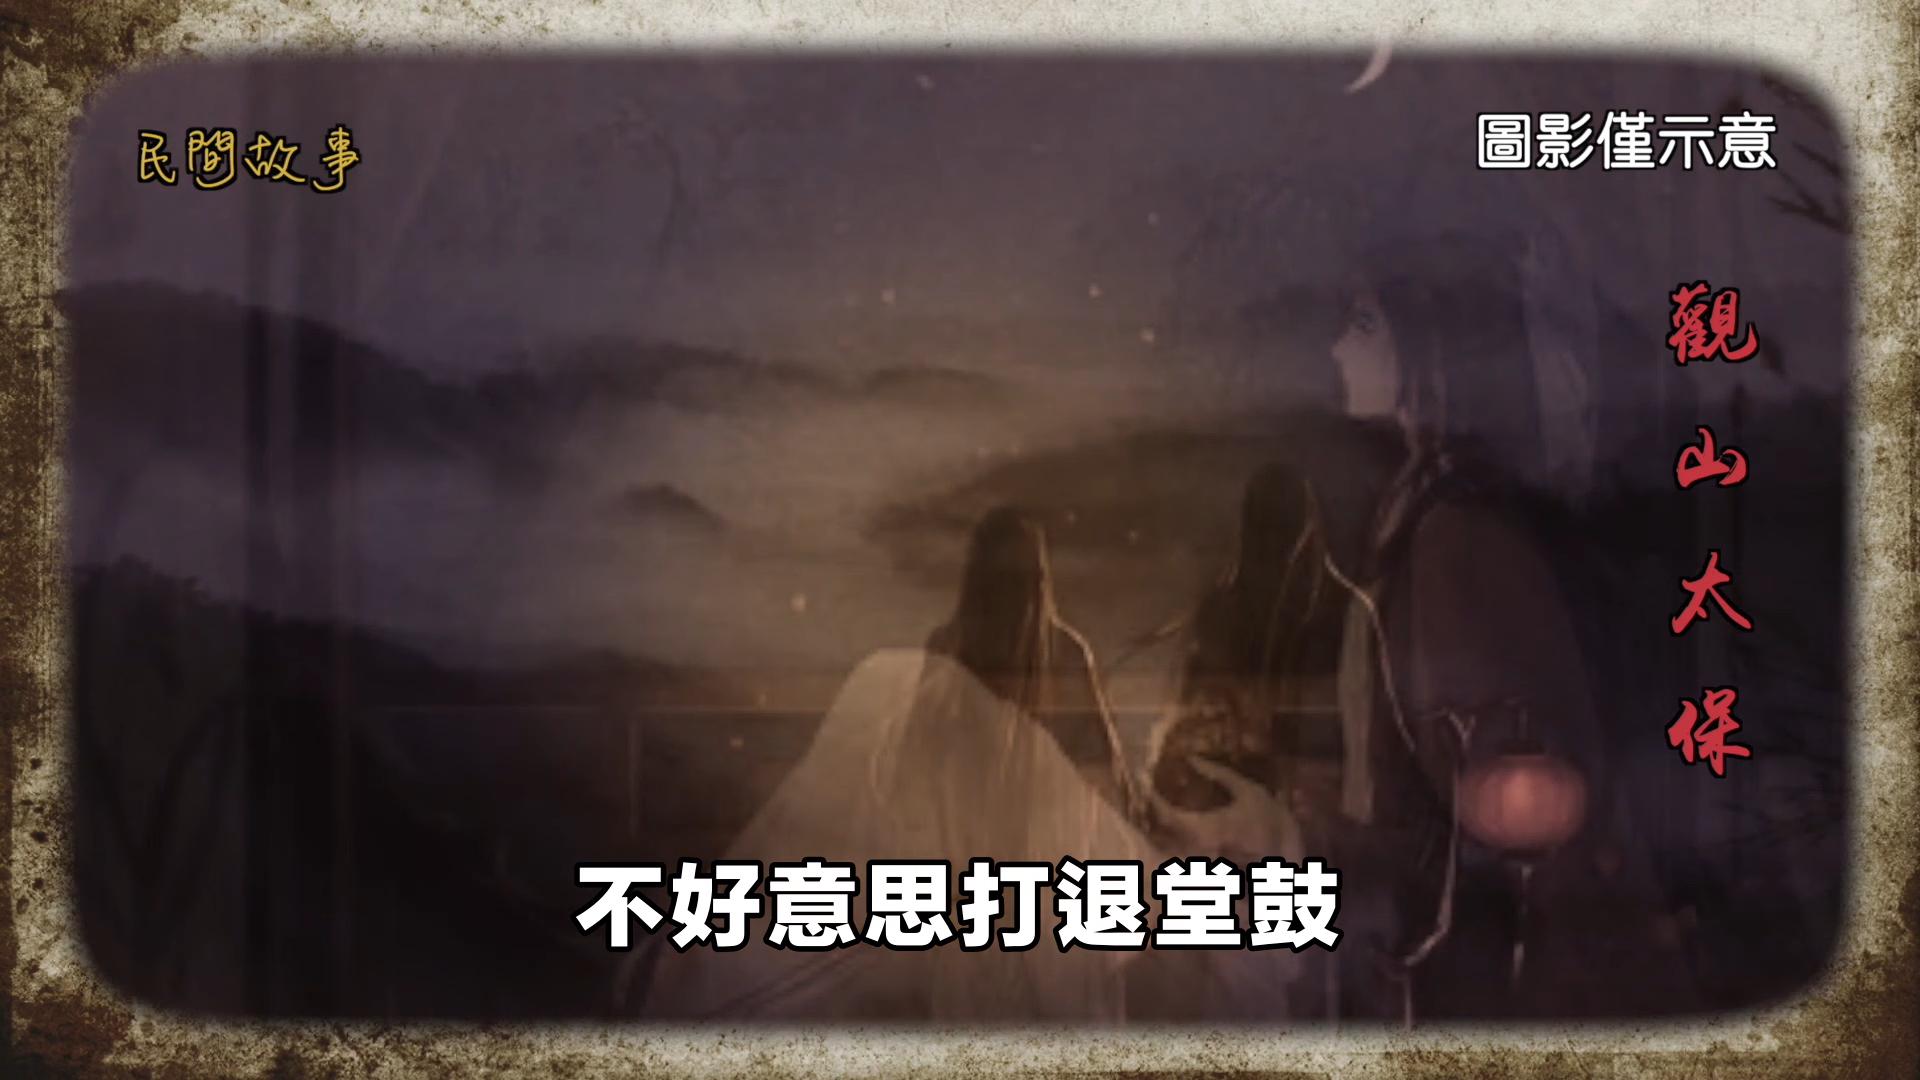 民間故事
圖影僅示意
觀山太保
不好意思打退堂鼓